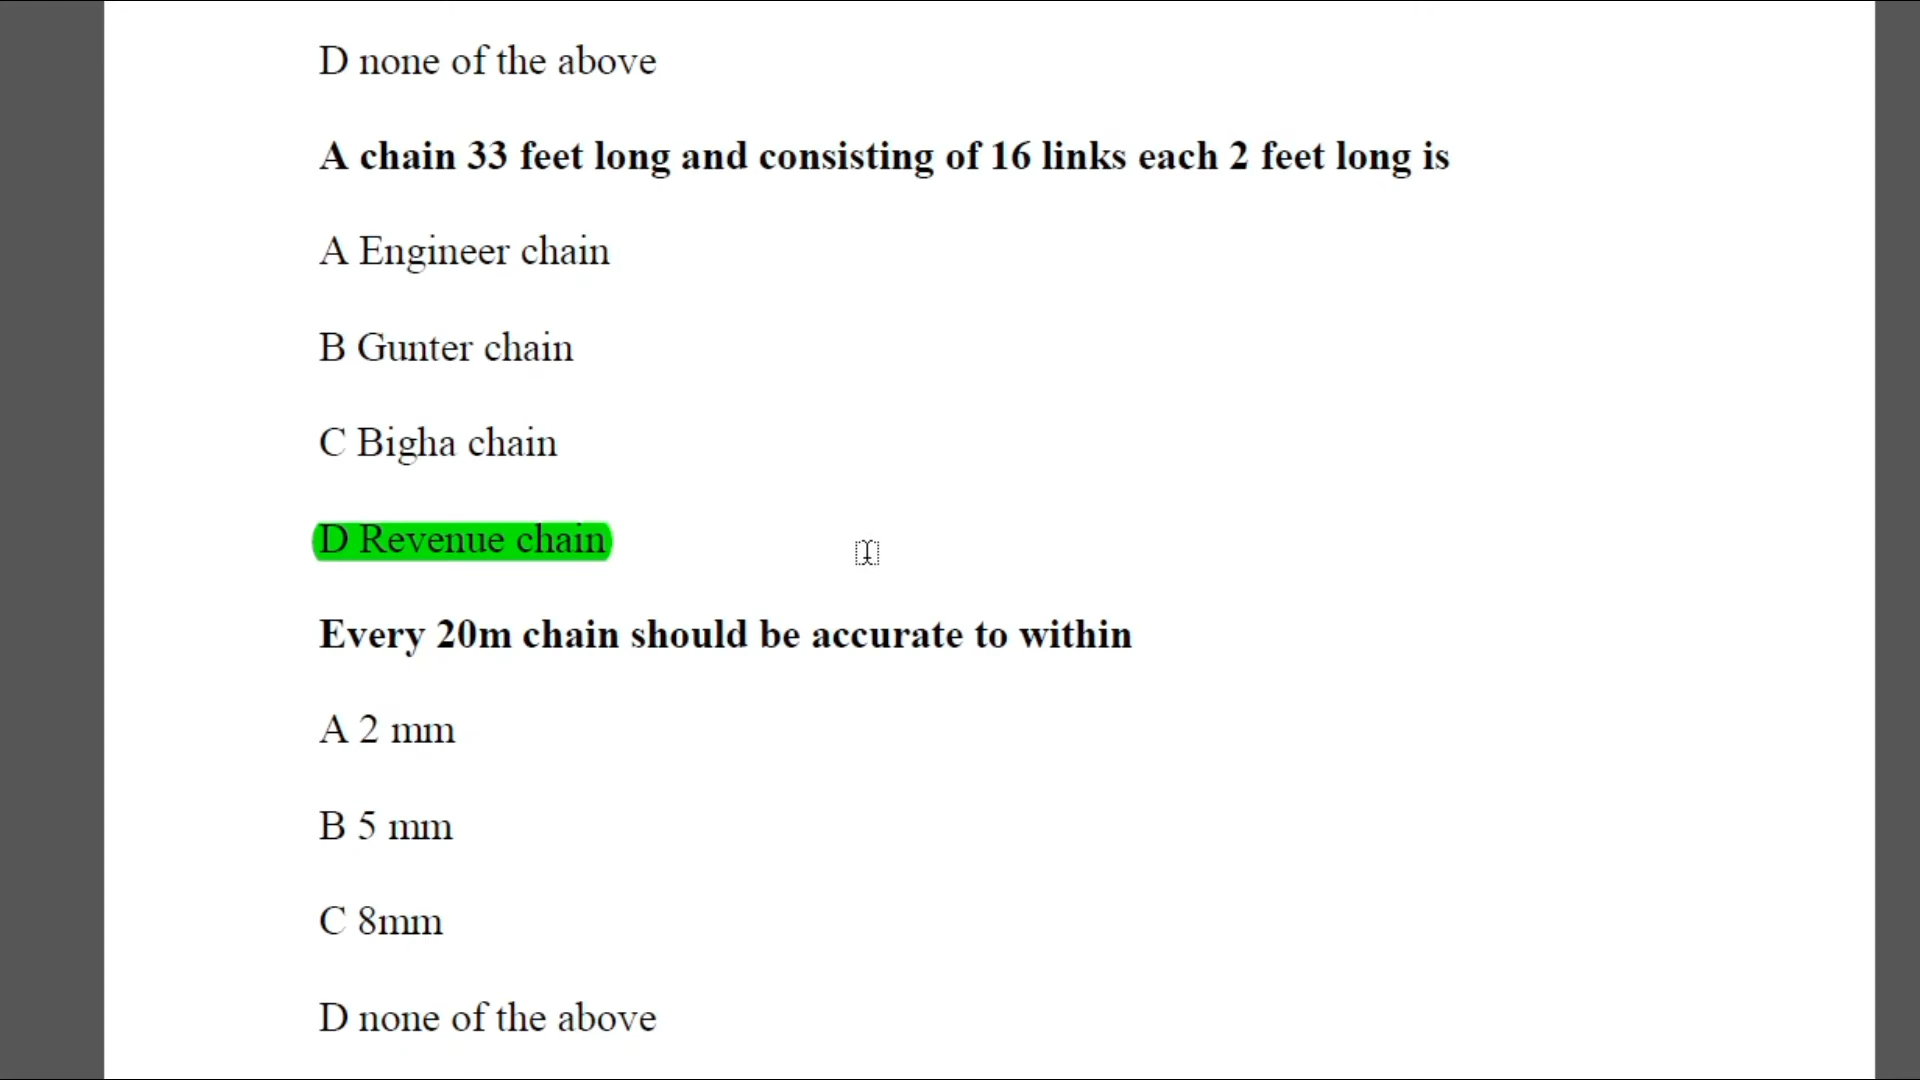 D none of the above
A chain 33 feet long and consisting of 16 links each 2 feet long is
A Engineer chain
B Gunter chain
C Bigha chain
D Revenue chain
Every 20m chain should be accurate to within
A 2 mm
B 5 mm
C 8mm
D none of the above